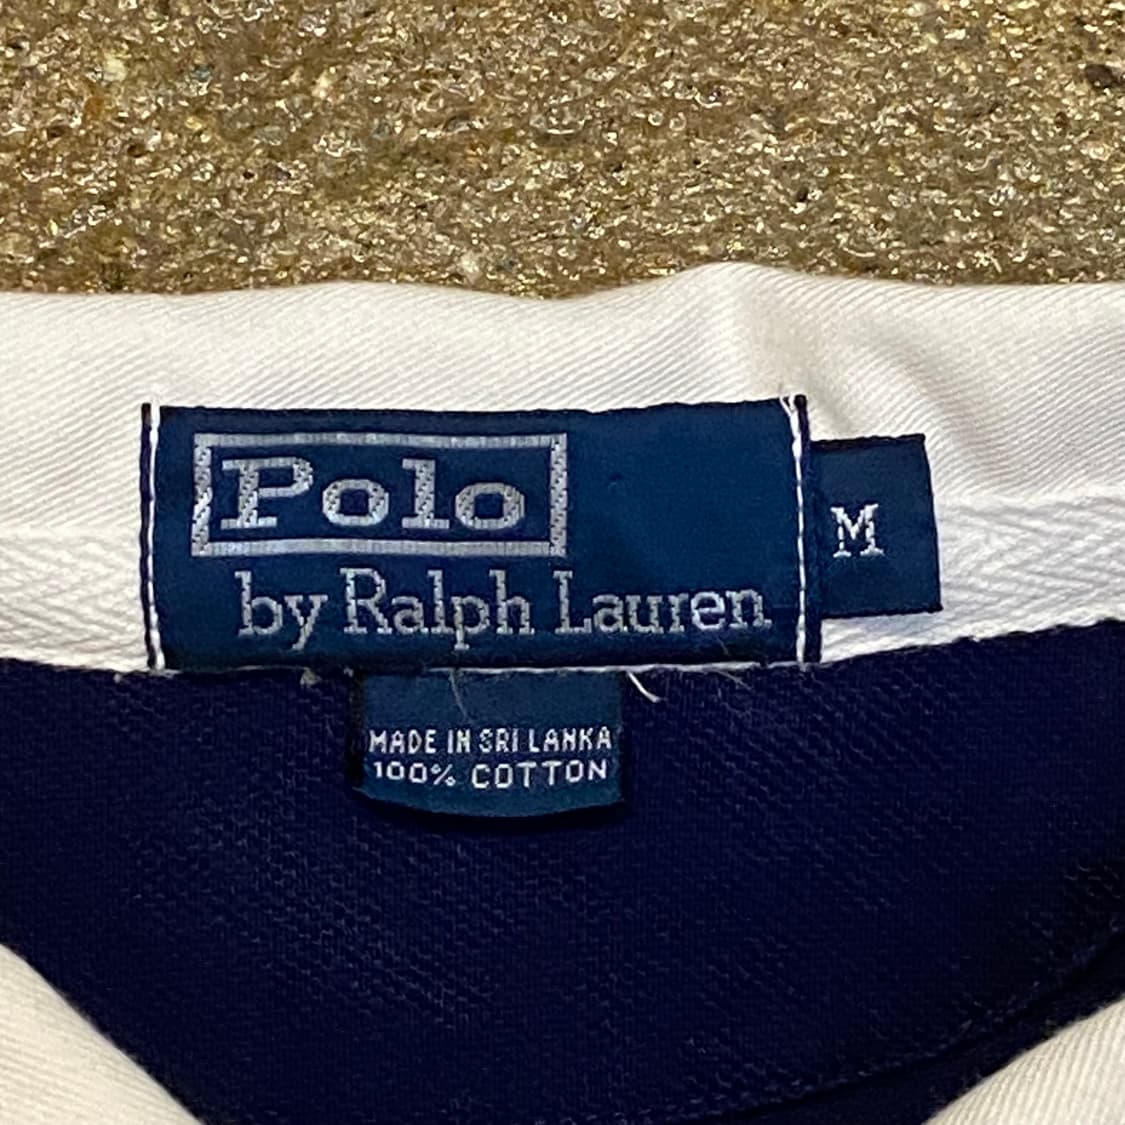 Polo
by Ralph Lauren
M
MADE IN SRI LANKA
100% COTTON